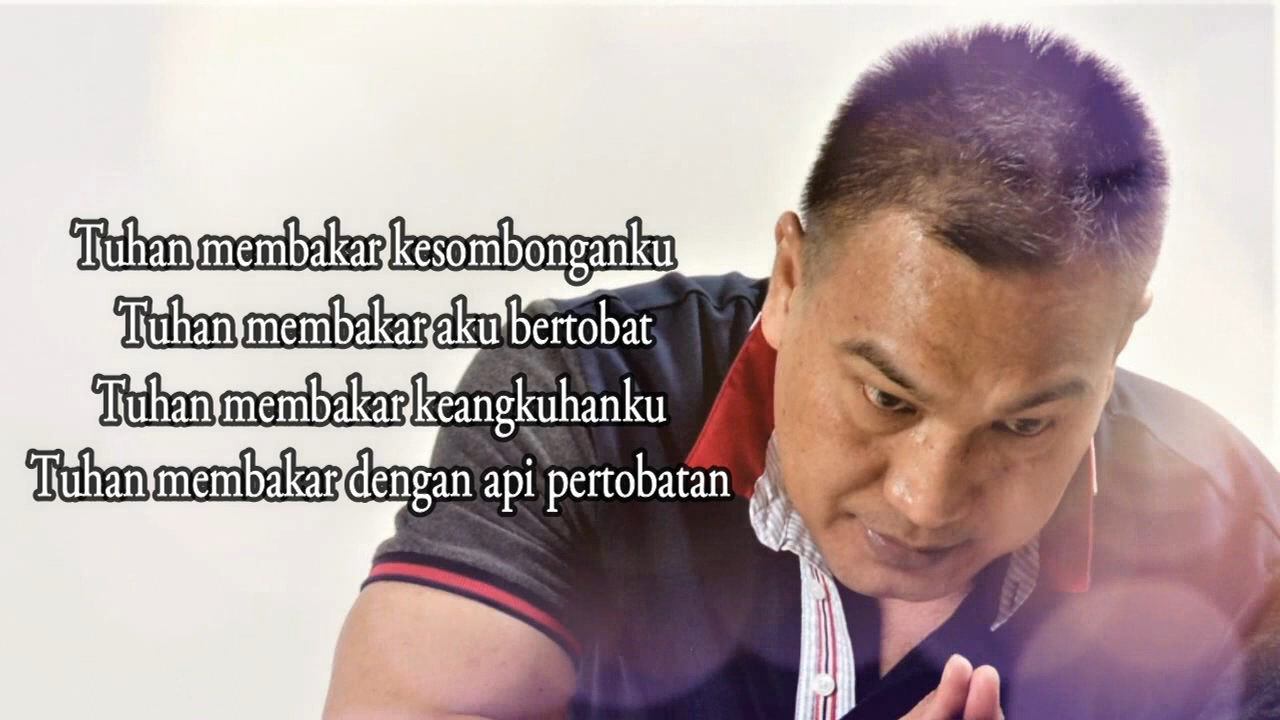 Tuhan membakar kesombonganku
Tuhan membakar aku bertobat
Tuhan membakar keangkuhanku
Tuhan membakar dengan api pertobatan